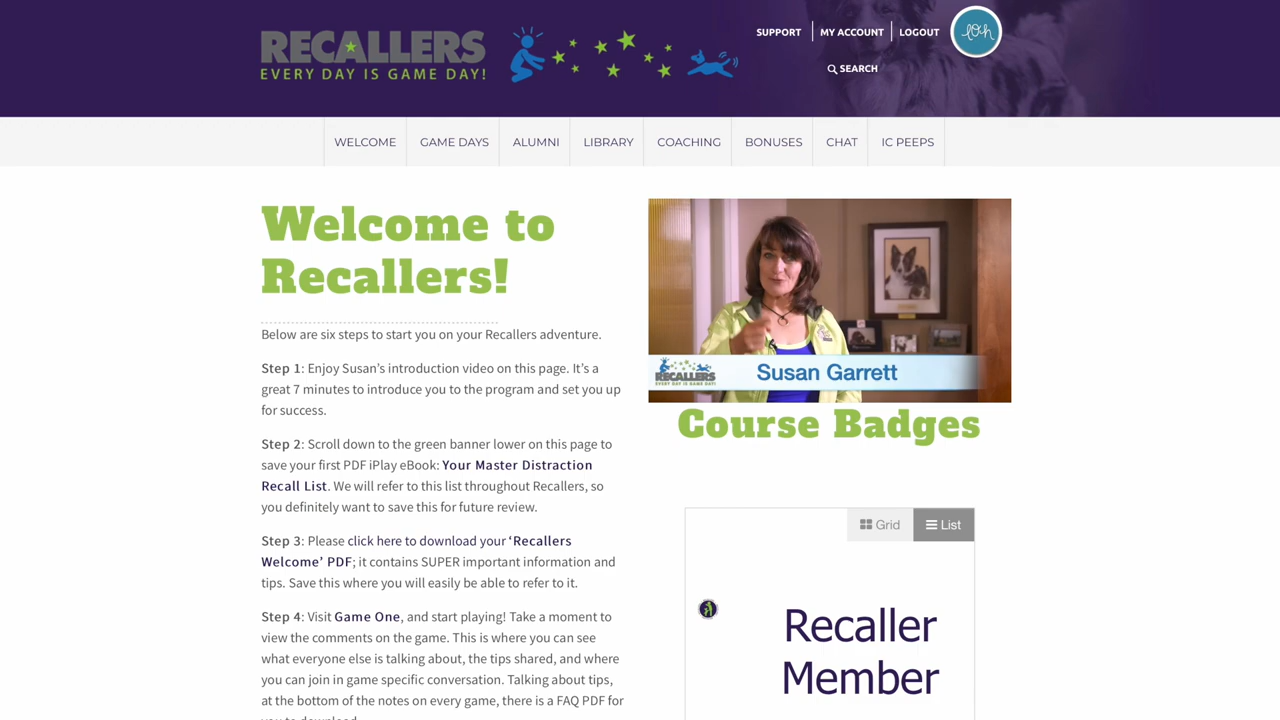 RECALLERS
EVERY DAY IS GAME DAY!
SUPPORT
MY ACCOUNT
LOGOUT
SEARCH
WELCOME
GAME DAYS
ALUMNI
LIBRARY
COACHING
BONUSES
CHAT
IC PEEPS
Welcome to
Recallers!
Below are six steps to start you on your Recallers adventure.
Step 1: Enjoy Susan’s introduction video on this page. It’s a
great 7 minutes to introduce you to the program and set you up
for success.
Step 2: Scroll down to the green banner lower on this page to
save your first PDF iPlay eBook: Your Master Distraction
Recall List. We will refer to this list throughout Recallers, so
you definitely want to save this for future review.
Step 3: Please click here to download your ‘Recallers
Welcome’ PDF; it contains SUPER important information and
tips. Save this where you will easily be able to refer to it.
Step 4: Visit Game One, and start playing! Take a moment to
view the comments on the game. This is where you can see
what everyone else is talking about, the tips shared, and where
you can join in game specific conversation. Talking about tips,
at the bottom of the notes on every game, there is a FAQ PDF for
you to download.
RECALLERS
EVERY DAY IS GAME DAY!
Susan Garrett
Course Badges
Grid
List
Recaller
Member